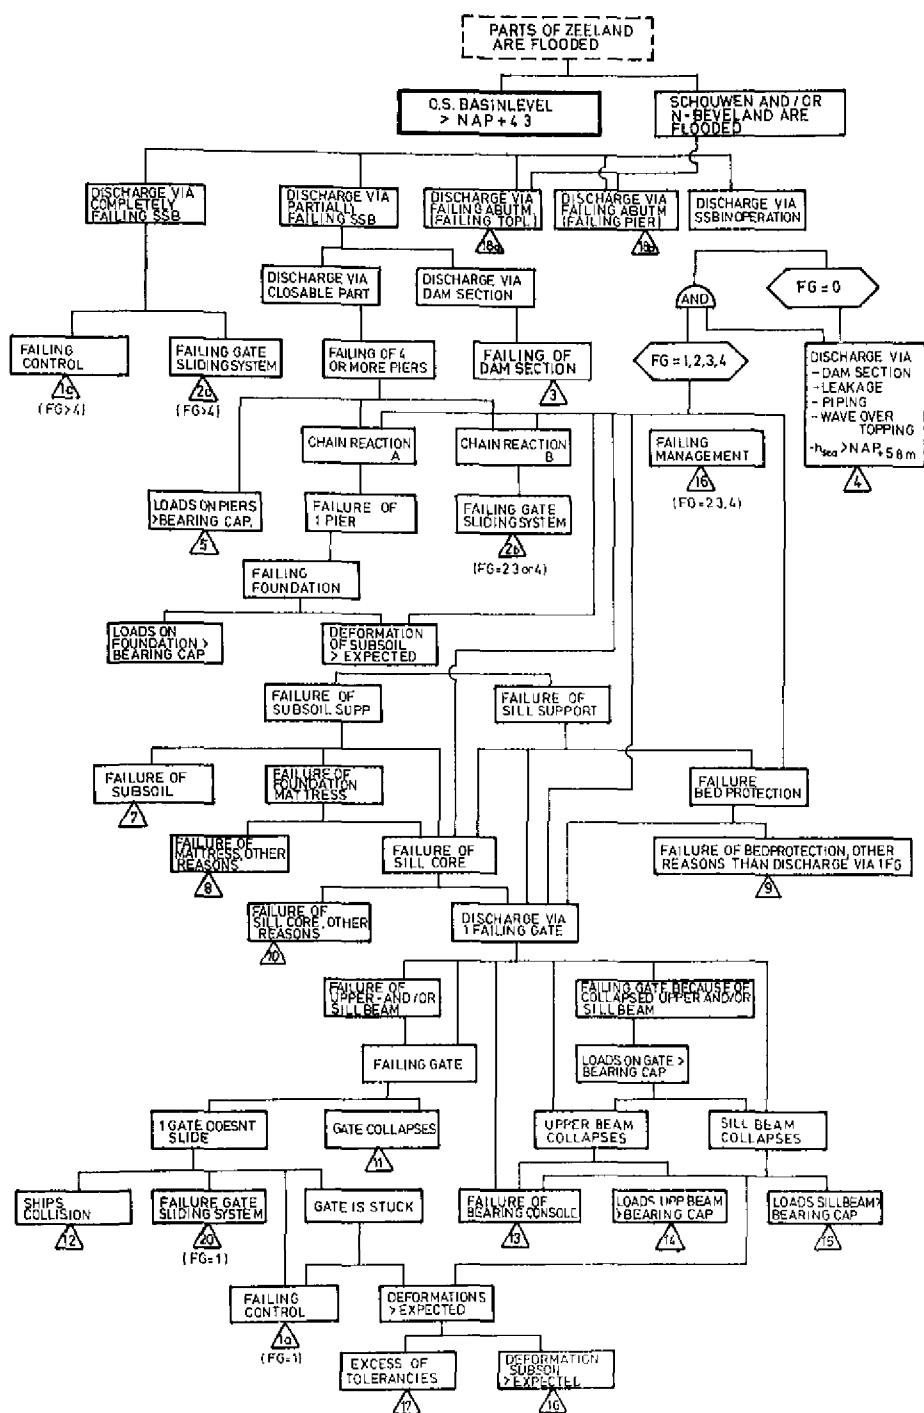 PARTS OF ZEELAND
ARE FLOODED
O.S. BASINLEVEL
> NAP + 4 3
SCHOUWEN AND/OR
N-BEVELAND ARE
FLOODED
DISCHARGE VIA
COMPLETELY
FAILING SSB
DISCHARGE VIA
PARTIALLY
FAILING SSB
DISCHARGE VIA
FAILING ABUTM
(FAILING TOPL)
18a
DISCHARGE VIA
FAILING ABUTM
(FAILING PIER)
DISCHARGE VIA
SSB IN OPERATION
DISCHARGE VIA
CLOSABLE PART
DISCHARGE VIA
DAM SECTION
AND
FG = 0
FAILING
CONTROL
1c
(FG>4)
FAILING GATE
SLIDING SYSTEM
(FG>4)
FAILING OF 4
OR MORE PIERS
FAILING OF
DAM SECTION
3
FG = 1,2,3,4
DISCHARGE VIA
- DAM SECTION
- LEAKAGE
- PIPING
- WAVE OVER
TOPPING
-hsea > NAP+58m
4
CHAIN REACTION
A
CHAIN REACTION
B
FAILING
MANAGEMENT
16
(FG=2,3,4)
LOADS ON PIERS
>BEARING CAP.
5
FAILURE OF
1 PIER
FAILING GATE
SLIDING SYSTEM
2b
(FG=2 3 or 4)
FAILING
FOUNDATION
LOADS ON
FOUNDATION >
BEARING CAP
DEFORMATION
OF SUBSOIL
> EXPECTED
FAILURE OF
SUBSOIL SUPP
FAILURE OF
SILL SUPPORT
FAILURE OF
SUBSOIL
7
FAILURE OF
FOUNDATION
MATTRESS
FAILURE
BED PROTECTION
FAILURE OF
MATTRESS, OTHER
REASONS
8
FAILURE OF
SILL CORE
FAILURE OF BEDPROTECTION, OTHER
REASONS THAN DISCHARGE VIA 1FG
9
FAILURE OF
SILL CORE, OTHER
REASONS
10
DISCHARGE VIA
1 FAILING GATE
FAILURE OF
UPPER-AND/OR
SILL BEAM
FAILING GATE BECAUSE OF
COLLAPSED UPPER AND/OR
SILL BEAM
FAILING GATE
LOADS ON GATE >
BEARING CAP
1 GATE DOESNT
SLIDE
GATE COLLAPSES
11
UPPER BEAM
COLLAPSES
SILL BEAM
COLLAPSES
SHIPS
COLLISION
12
FAILURE GATE
SLIDING SYSTEM
(FG=1)
GATE IS STUCK
FAILURE OF
BEARING CONSOLE
13
LOADS UPP BEAM
>BEARING CAP
14
LOADS SILLBEAM>
BEARING CAP
15
FAILING
CONTROL
1a
(FG=1)
DEFORMATIONS
> EXPECTED
EXCESS OF
TOLERANCIES
17
DEFORMATION
SUBSOIL
> EXPECTED